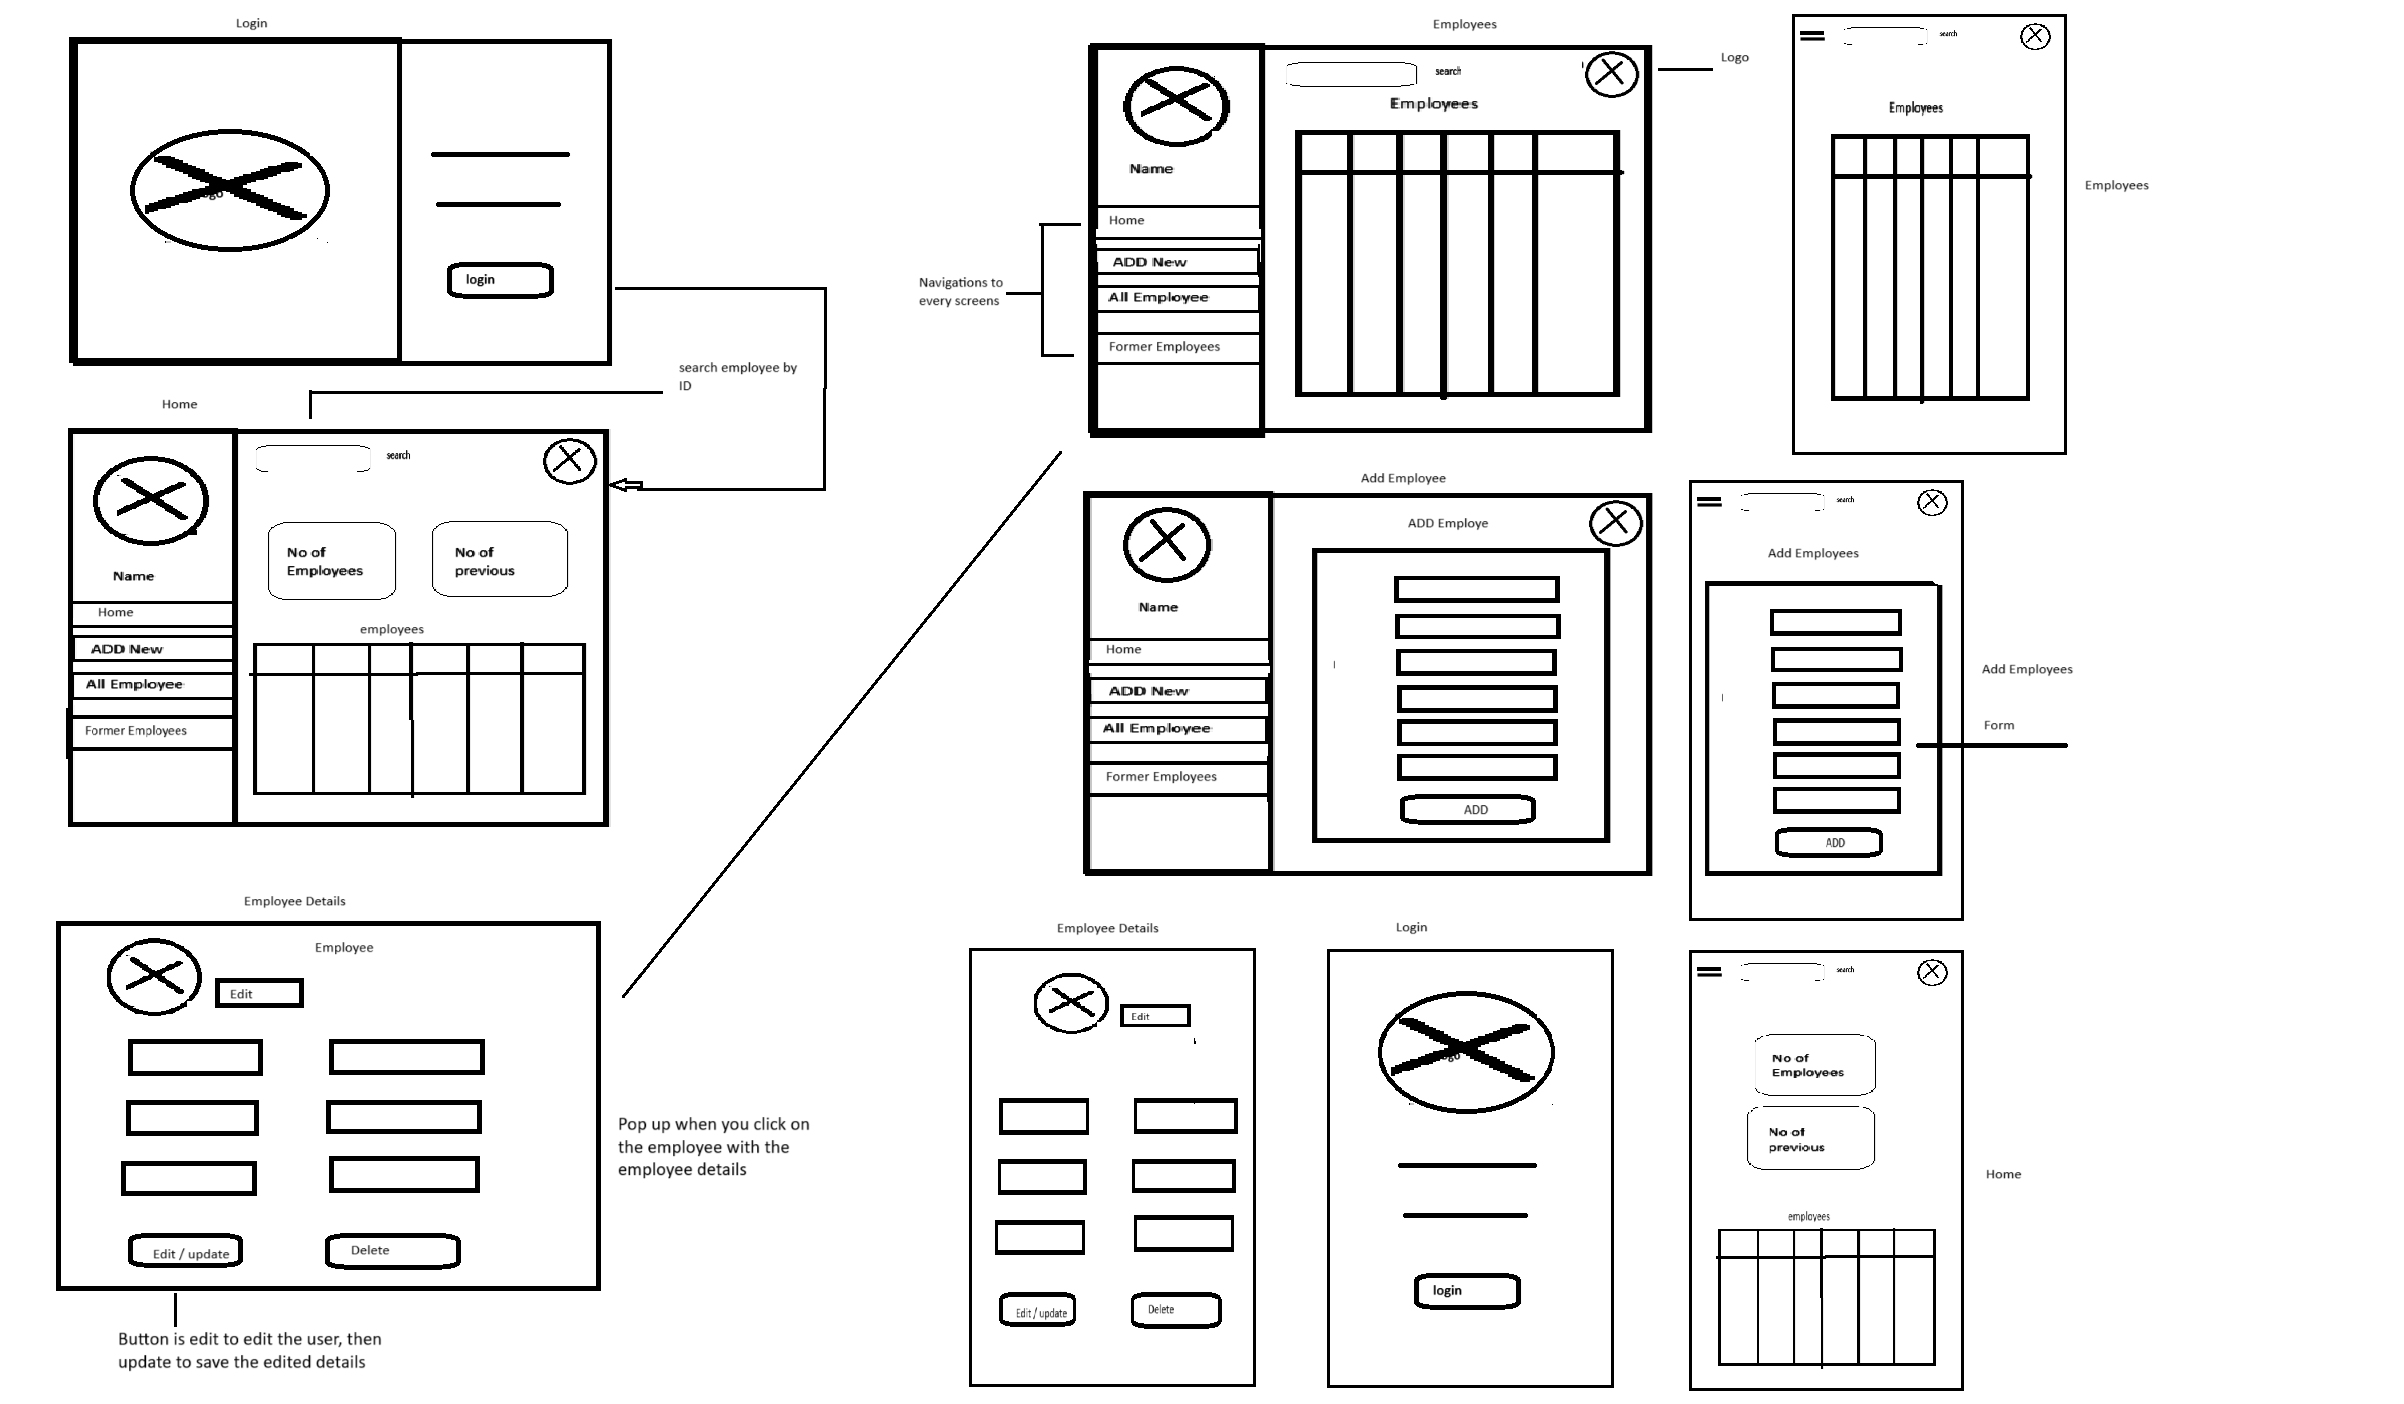 Login
login
search employee by
ID
Home
search
No of
Employees
No of
previous
Name
Home
ADD New
All Employee
Former Employees
employees
Employee Details
Employee
Edit
Edit / update
Delete
Pop up when you click on
the employee with the
employee details
Button is edit to edit the user, then
update to save the edited details
Employees
Logo
search
Employees
Name
Home
ADD New
All Employee
Former Employees
Navigations to
every screens
search
Employees
Employees
Add Employee
ADD Employe
Name
Home
ADD New
All Employee
Former Employees
ADD
search
Add Employees
ADD
Add Employees
Form
Employee Details
Edit
Edit / update
Delete
Login
login
search
No of
Employees
No of
previous
employees
Home